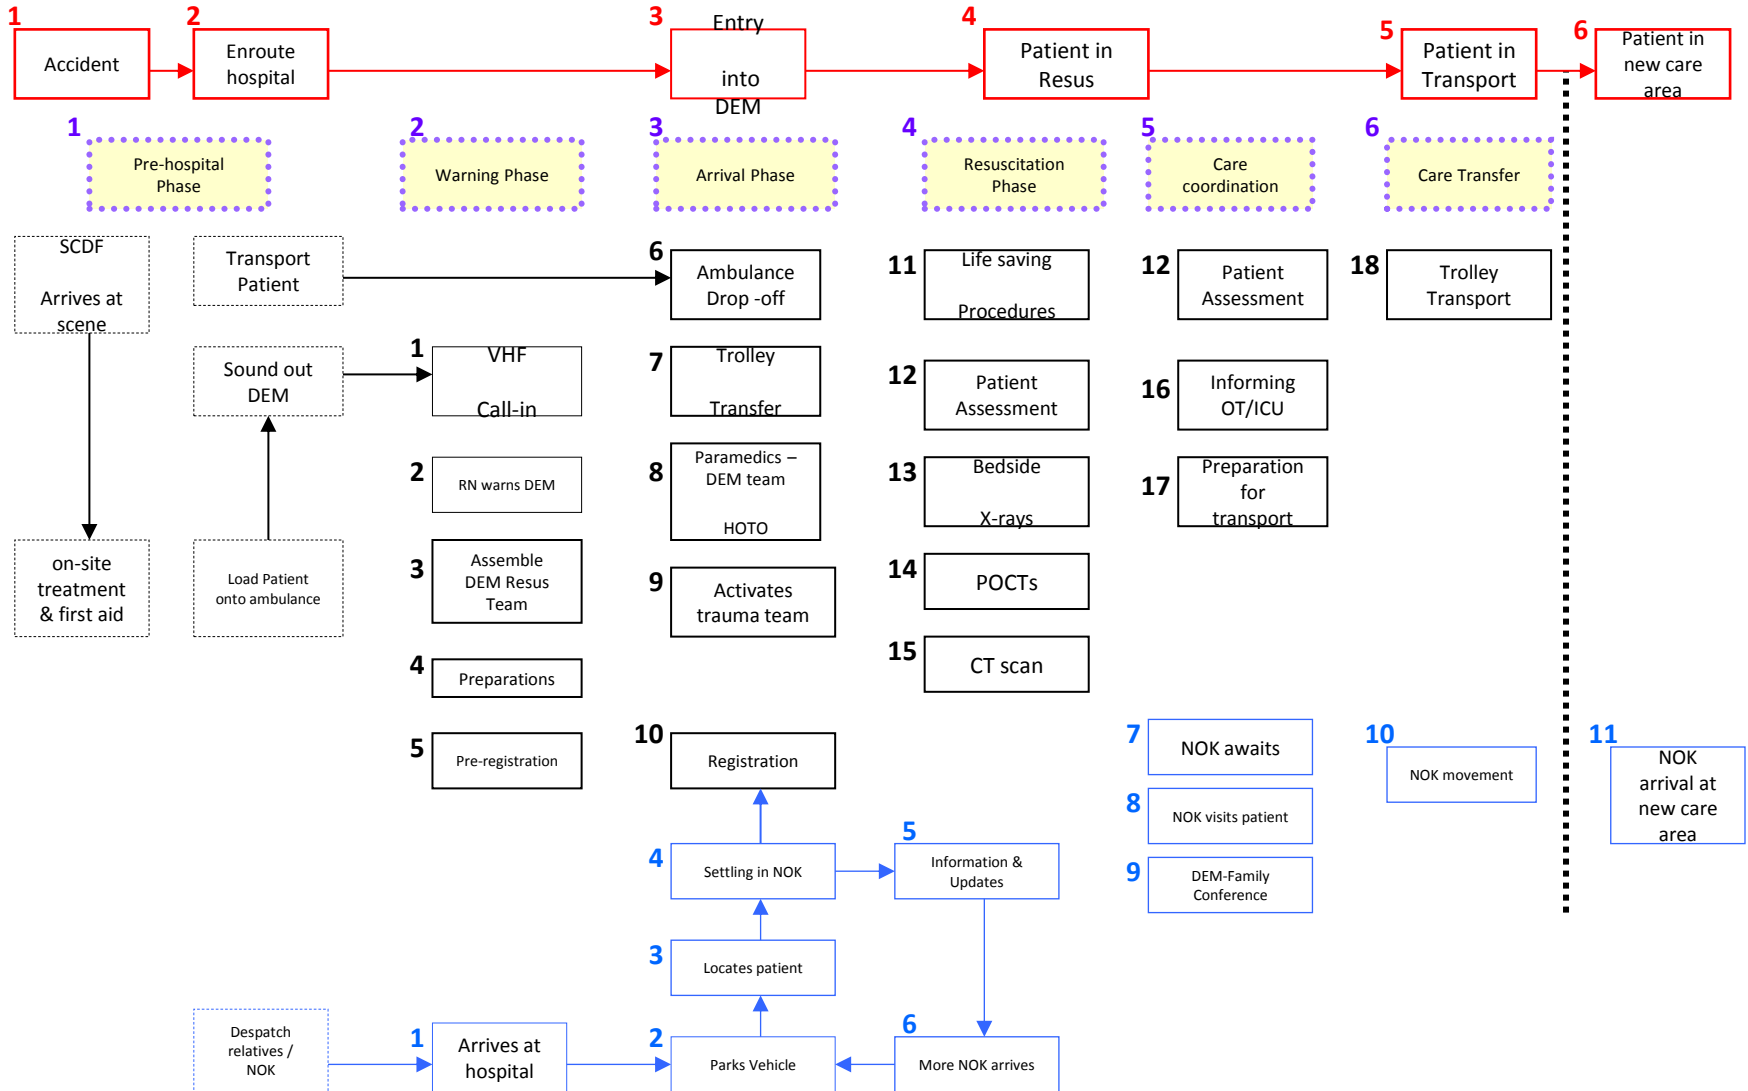 1
Accident
2
Enroute
hospital
3
Entry
into
DEM
4
Patient in
Resus
5
Patient in
Transport
6
Patient in
new care
area
1
Pre-hospital
Phase
2
Warning Phase
3
Arrival Phase
4
Resuscitation
Phase
5
Care
coordination
6
Care Transfer
SCDF
Arrives at
scene
Transport
Patient
6
Ambulance
Drop -off
11
Life saving
Procedures
12
Patient
Assessment
18
Trolley
Transport
Sound out
DEM
1
VHF
Call-in
7
Trolley
Transfer
12
Patient
Assessment
16
Informing
OT/ICU
2
RN warns DEM
8
Paramedics –
DEM team
HOTO
13
Bedside
X-rays
17
Preparation
for
transport
on-site
treatment
& first aid
Load Patient
onto ambulance
3
Assemble
DEM Resus
Team
9
Activates
trauma team
14
POCTs
15
CT scan
4
Preparations
5
Pre-registration
10
Registration
7
NOK awaits
10
NOK movement
11
NOK
arrival at
new care
area
8
NOK visits patient
4
Settling in NOK
5
Information &
Updates
9
DEM-Family
Conference
3
Locates patient
Despatch
relatives /
NOK
1
Arrives at
hospital
2
Parks Vehicle
6
More NOK arrives